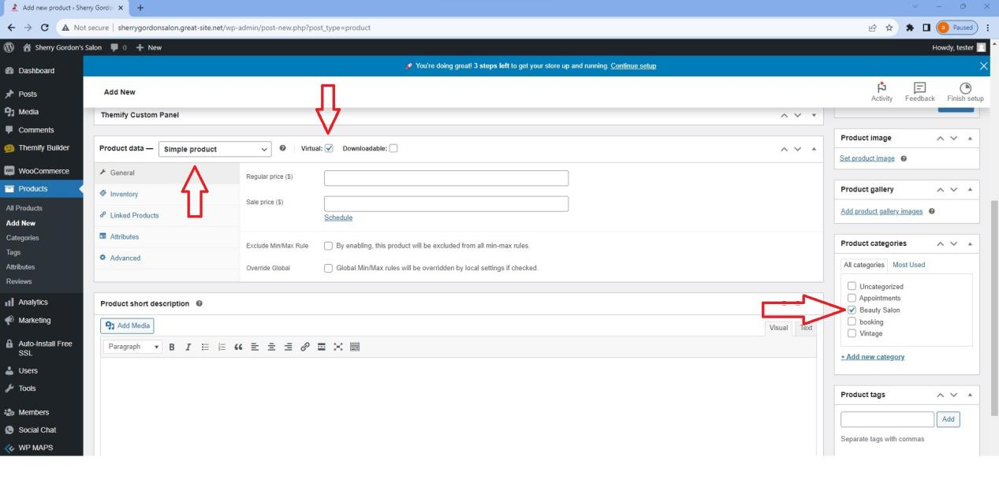 Add new product ‹ Sherry Gordo
Not secure | sherrygordonsalon.great-site.net/wp-admin/post-new.php?post_type=product
Paused
Sherry Gordon's Salon 0 + New
Howdy, tester
You're doing great! 3 steps left to get your store up and running. Continue setup
Dashboard
Posts
Media
Comments
Themify Builder
WooCommerce
Products
All Products
Add New
Categories
Tags
Attributes
Reviews
Analytics
Marketing
Auto-Install Free
SSL
Users
Tools
Members
Social Chat
WP MAPS
Add New
Activity
Feedback
Finish setup
Themify Custom Panel
Product data — Simple product Virtual: Downloadable:
General
Inventory
Linked Products
Attributes
Advanced
Regular price ($)
Sale price ($)
Schedule
Exclude Min/Max Rule By enabling, this product will be excluded from all min-max rules.
Override Global Global Min/Max rules will be overridden by local settings if checked.
Product short description
Add Media
Visual Text
Paragraph B I
Product image
Set product image
Product gallery
Add product gallery images
Product categories
All categories Most Used
Uncategorized
Appointments
Beauty Salon
booking
Vintage
+ Add new category
Product tags
Add
Separate tags with commas